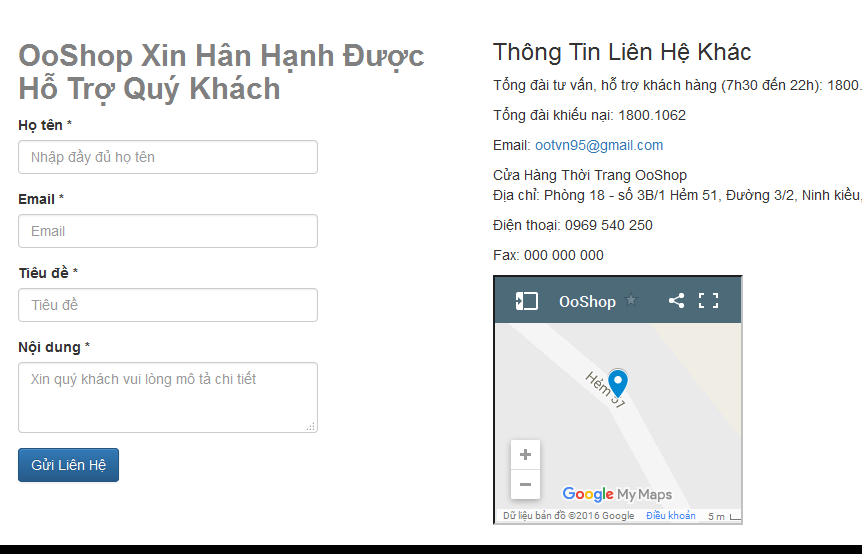 OoShop Xin Hân Hạnh Được
Hỗ Trợ Quý Khách
Họ tên *
Nhập đầy đủ họ tên
Email *
Email
Tiêu đề *
Tiêu đề
Nội dung *
Xin quý khách vui lòng mô tả chi tiết
Gửi Liên Hệ
Thông Tin Liên Hệ Khác
Tổng đài tư vấn, hỗ trợ khách hàng (7h30 đến 22h): 1800.
Tổng đài khiếu nại: 1800.1062
Email: ootvn95@gmail.com
Cửa Hàng Thời Trang OoShop
Địa chỉ: Phòng 18 - số 3B/1 Hẻm 51, Đường 3/2, Ninh kiều,
Điện thoại: 0969 540 250
Fax: 000 000 000
OoShop
Hẻm 57
Google My Maps
Dữ liệu bản đồ ©2016 Google Điều khoản 5 m